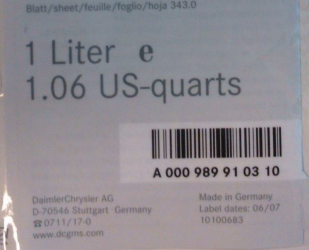 Blatt/sheet/feuille/foglio/hoja 343.0
1 Liter e
1.06 US-quarts
A 000 989 91 03 10
DaimlerChrysler AG
D-70546 Stuttgart Germany
☎0711/17-0
www.dcgms.com
Made in Germany
Label dates: 06/07
10100683